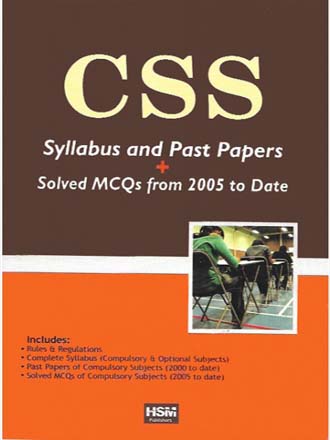 CSS
Syllabus and Past Papers
+
Solved MCQs from 2005 to Date
Includes:
• Rules & Regulations
• Complete Syllabus (Compulsory & Optional Subjects)
• Past Papers of Compulsory Subjects (2000 to date)
• Solved MCQs of Compulsory Subjects (2005 to date)
HSM
Publishers